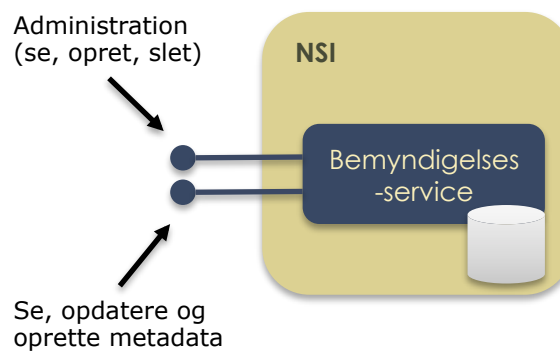 Administration
(se, opret, slet)
NSI
Bemyndigelses
-service
Se, opdatere og
oprette metadata